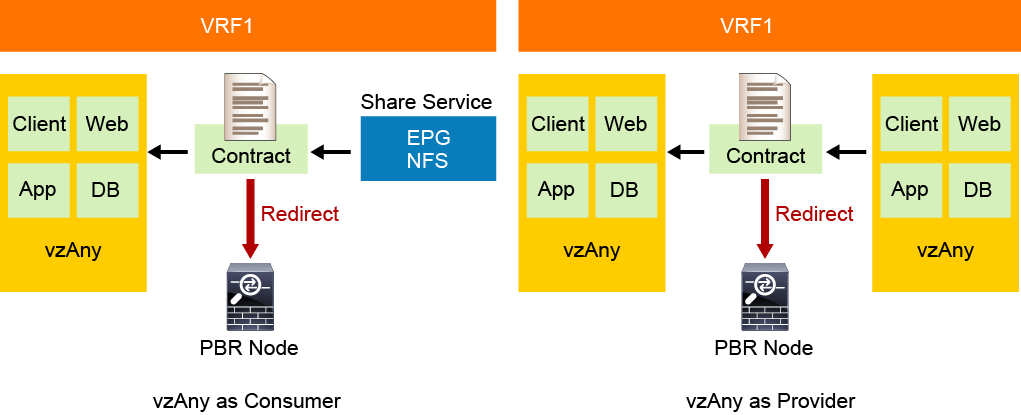 VRF1
Share Service
Client Web
EPG
NFS
Contract
App DB
Redirect
vzAny
PBR Node
vzAny as Consumer
VRF1
Client Web
Client Web
Contract
App DB
App DB
Redirect
vzAny
vzAny
PBR Node
vzAny as Provider